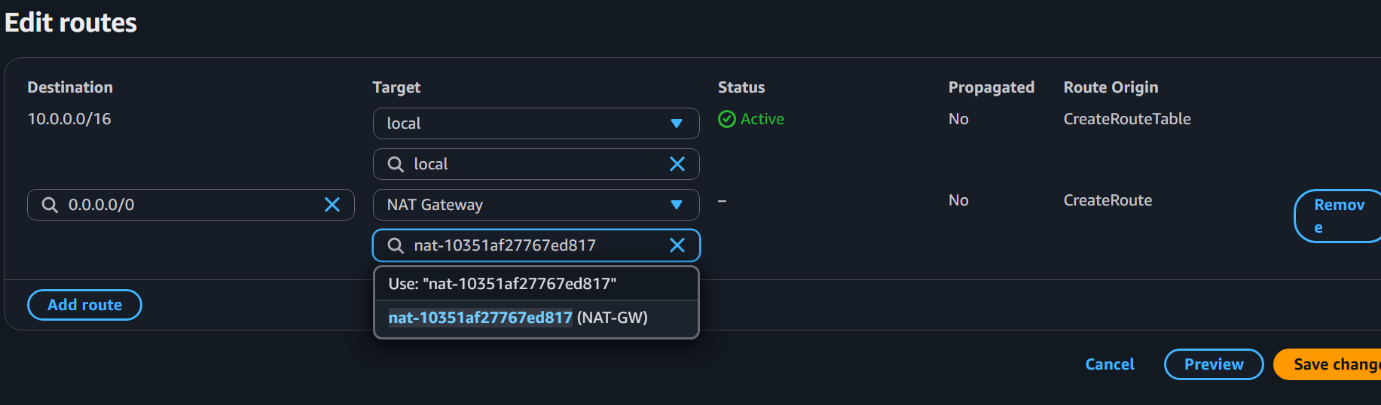 Edit routes
Destination Target Status Propagated Route Origin
10.0.0.0/16 local Active No CreateRouteTable
local
0.0.0.0/0 NAT Gateway – No CreateRoute Remov
e
nat-10351af27767ed817
Use: "nat-10351af27767ed817"
Add route
nat-10351af27767ed817 (NAT-GW)
Cancel Preview Save change